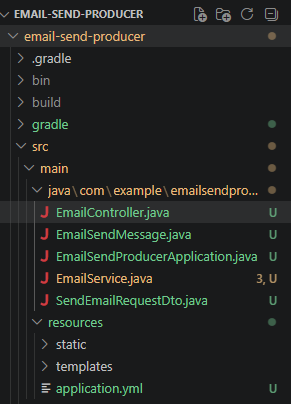 EMAIL-SEND-PRODUCER
email-send-producer
.gradle
bin
build
gradle
src
main
java\com\example\emailsendpro...
EmailController.java U
EmailSendMessage.java U
EmailSendProducerApplication.java U
EmailService.java 3, U
SendEmailRequestDto.java U
resources
static
templates
application.yml U